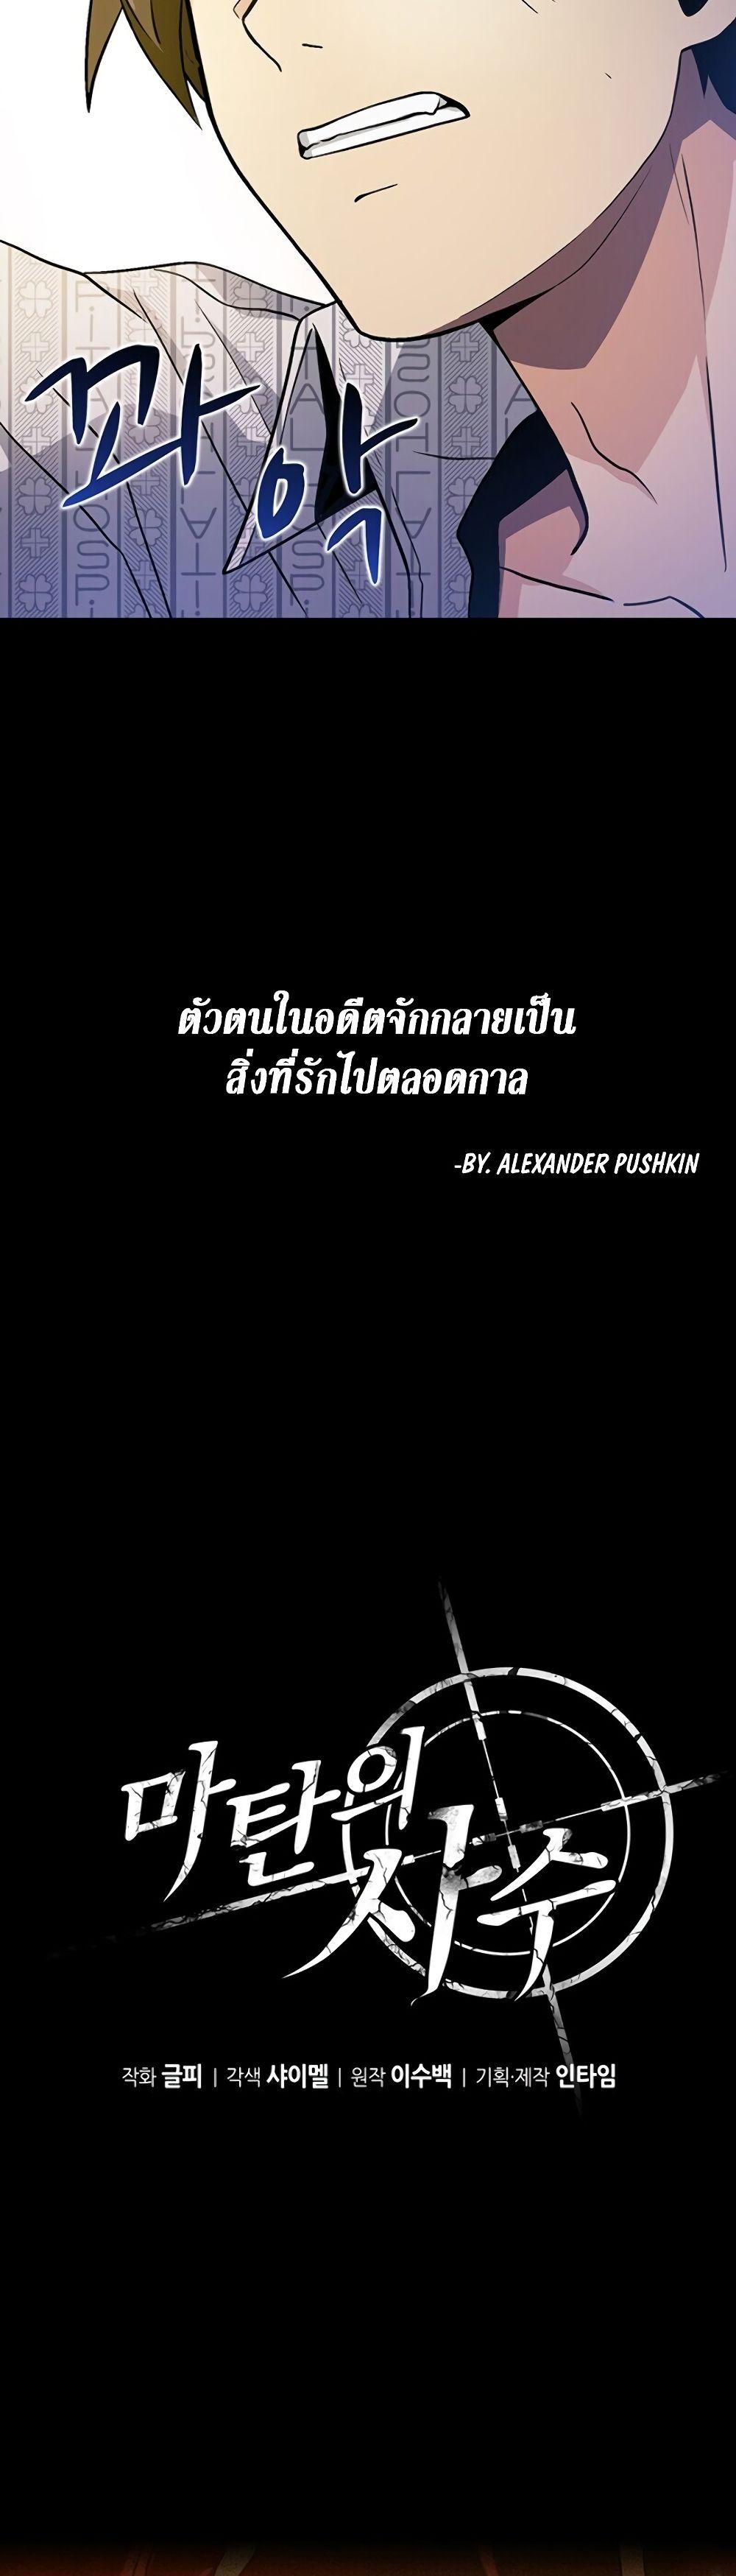 꽈악
ตัวตนในอดีตจักกลายเป็น
สิ่งที่รักไปตลอดกาล
-BY. ALEXANDER PUSHKIN
마탄의
사수
작화 글피 | 각색 샤이멜 | 원작 이수백 | 기획·제작 인타임